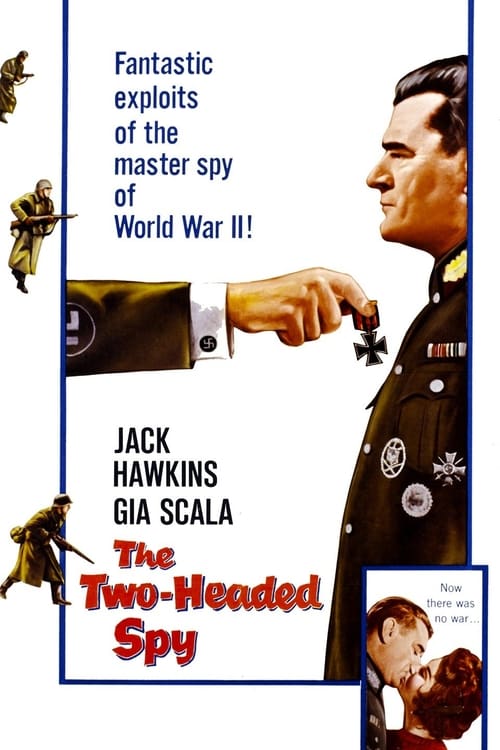 Fantastic
exploits
of the
master spy
of
World War II!
JACK
HAWKINS
GIA SCALA
The
Two-Headed
Spy
Now
there was
no war...